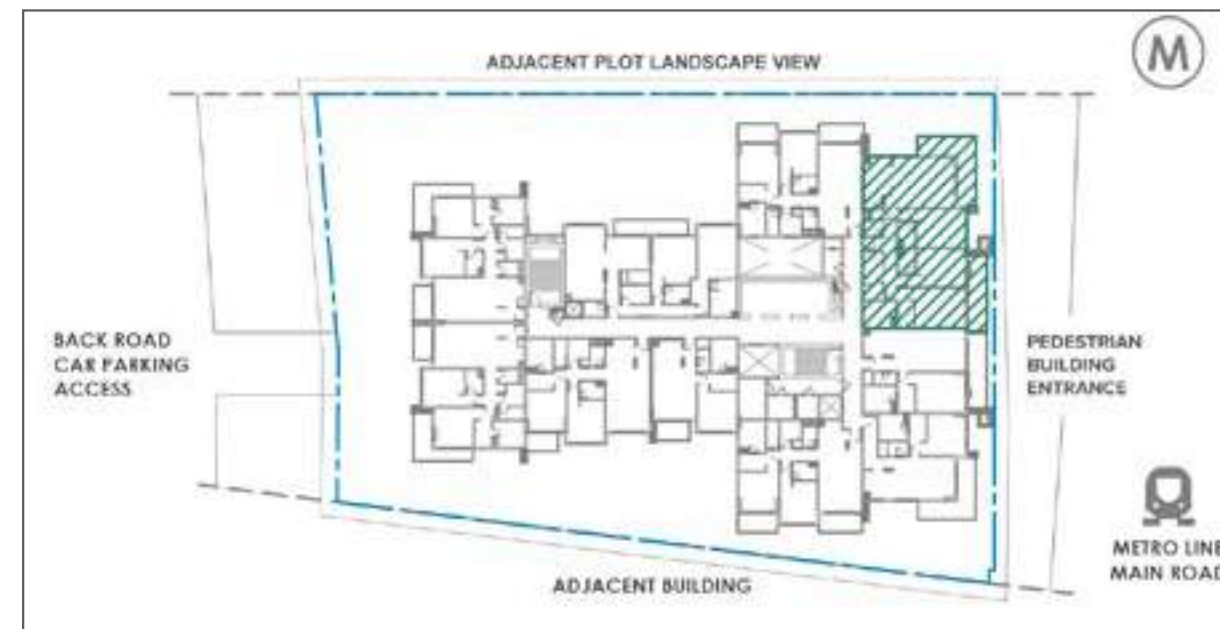 M
ADJACENT PLOT LANDSCAPE VIEW
BACK ROAD
CAR PARKING
ACCESS
PEDESTRIAN
BUILDING
ENTRANCE
METRO LINE
MAIN ROAD
ADJACENT BUILDING